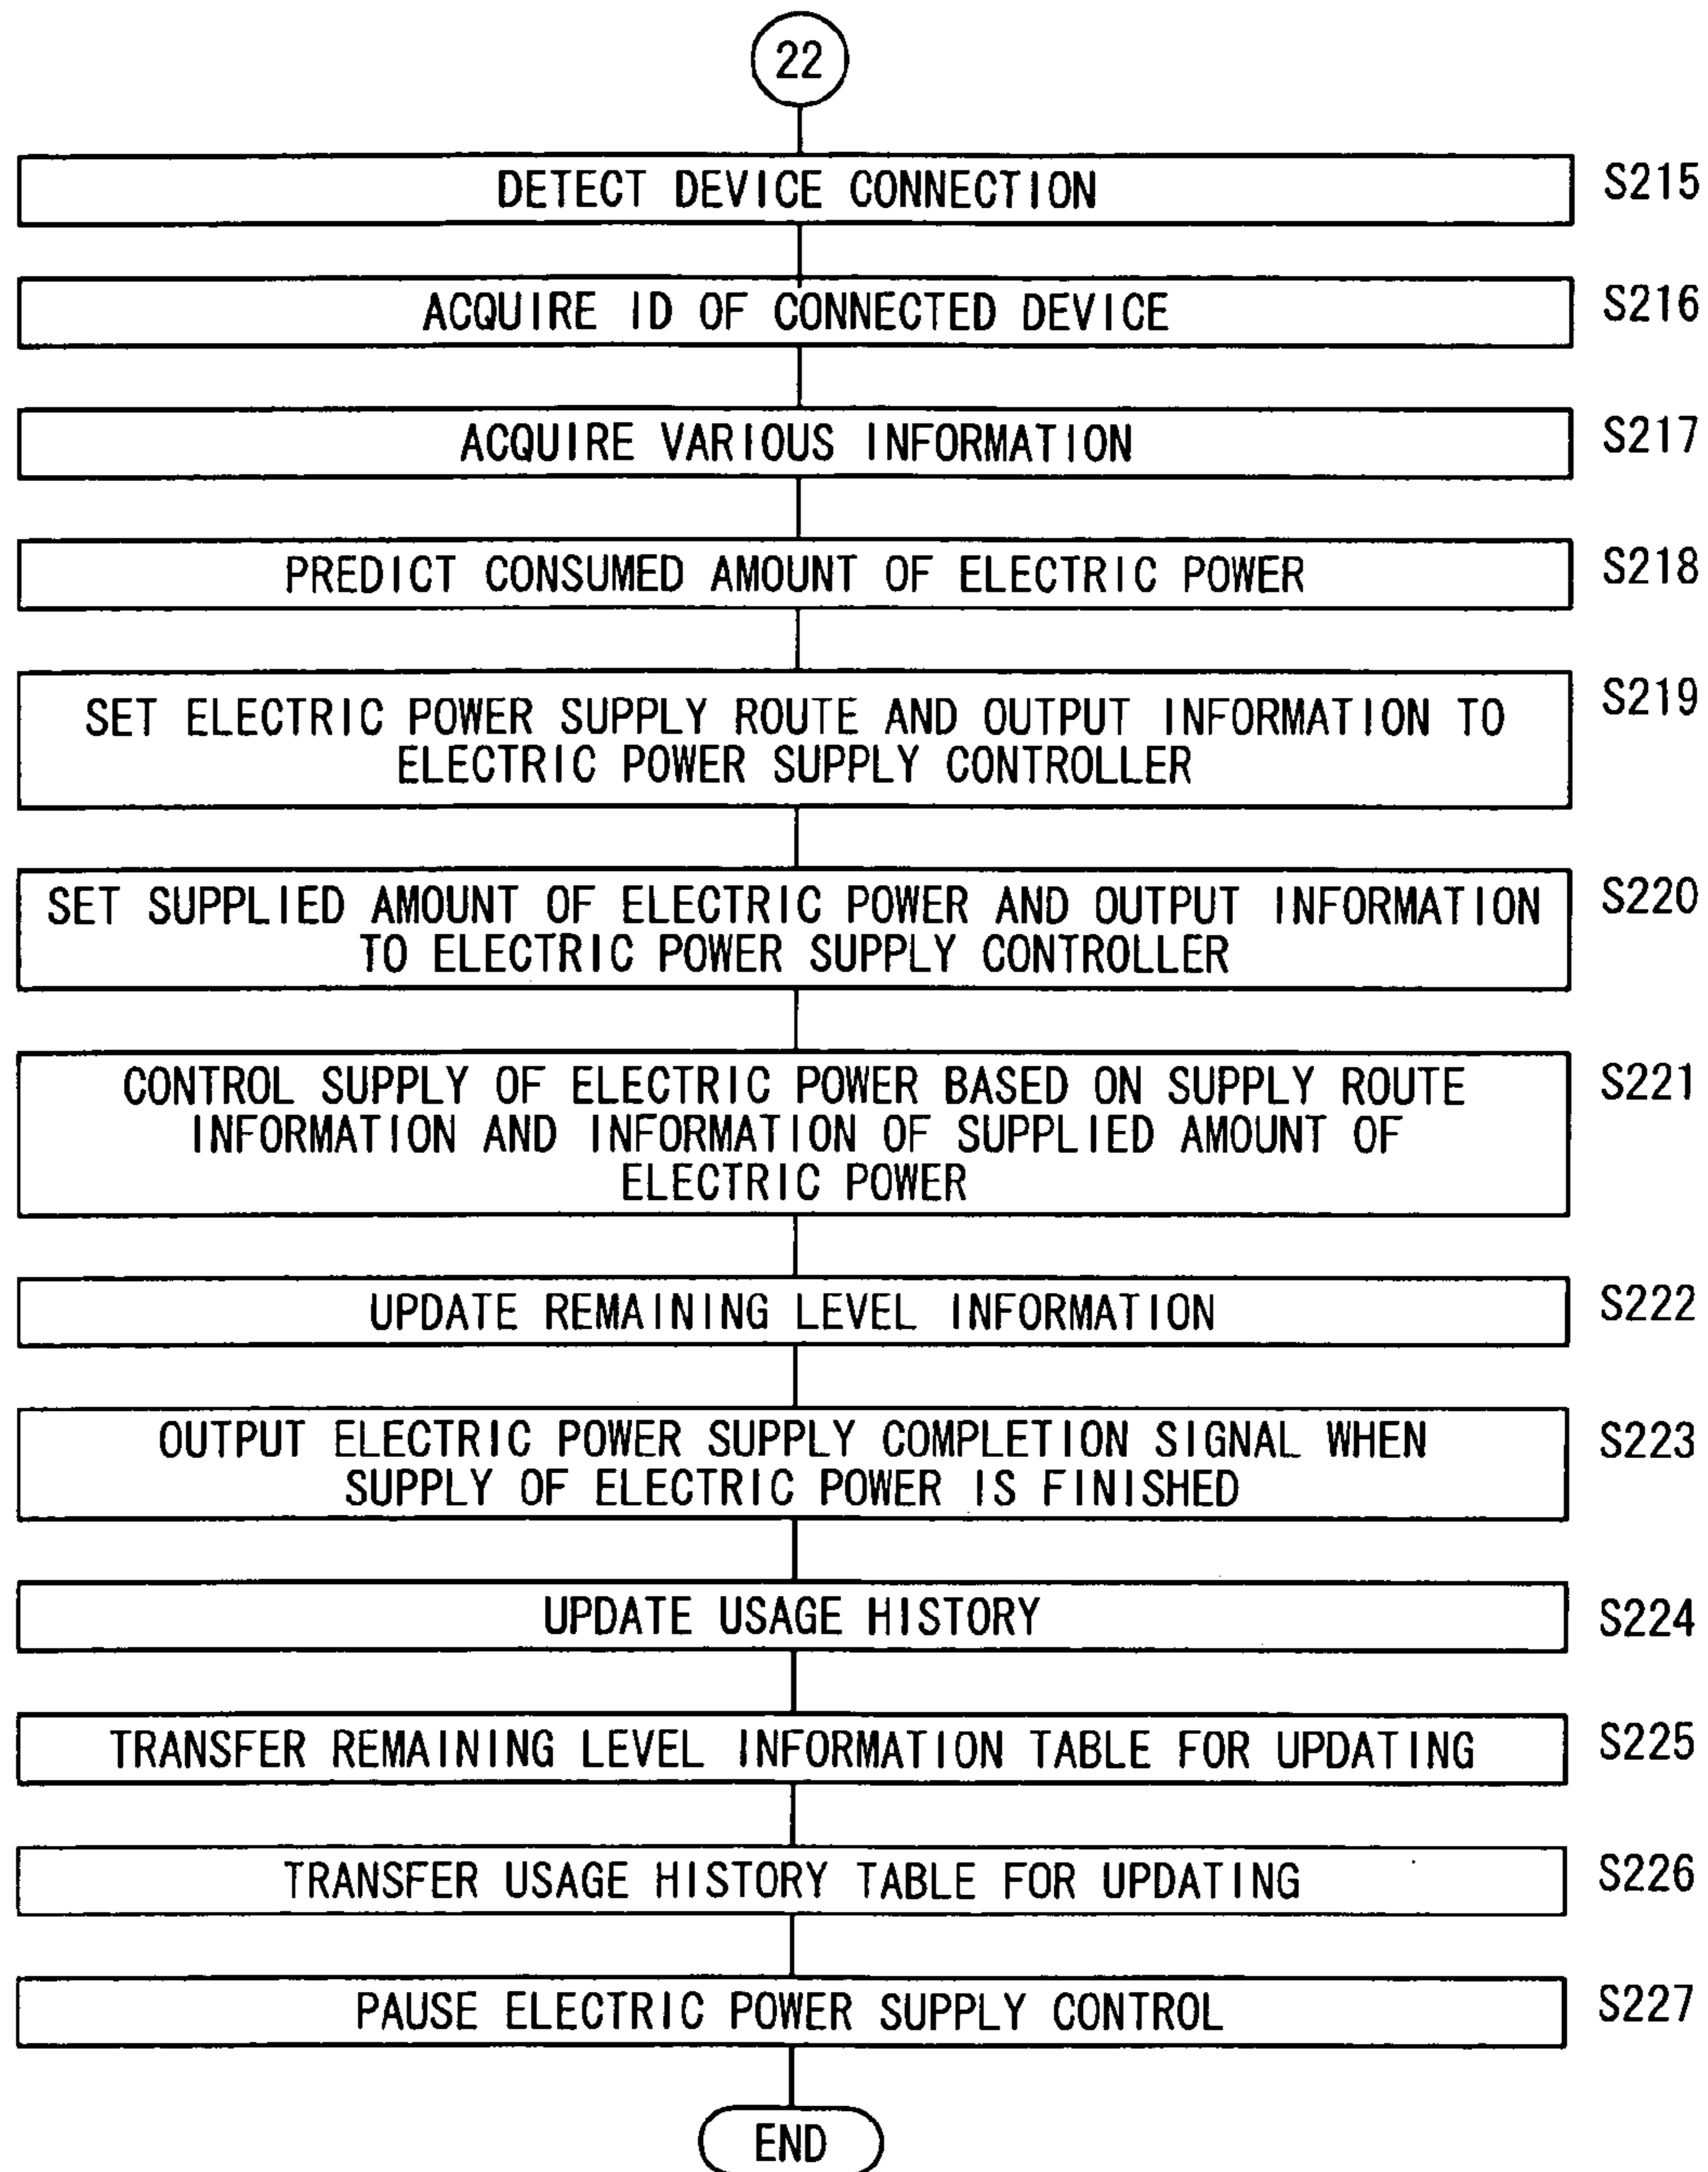 22
DETECT DEVICE CONNECTION
S215
ACQUIRE ID OF CONNECTED DEVICE
S216
ACQUIRE VARIOUS INFORMATION
S217
PREDICT CONSUMED AMOUNT OF ELECTRIC POWER
S218
SET ELECTRIC POWER SUPPLY ROUTE AND OUTPUT INFORMATION TO
ELECTRIC POWER SUPPLY CONTROLLER
S219
SET SUPPLIED AMOUNT OF ELECTRIC POWER AND OUTPUT INFORMATION
TO ELECTRIC POWER SUPPLY CONTROLLER
S220
CONTROL SUPPLY OF ELECTRIC POWER BASED ON SUPPLY ROUTE
INFORMATION AND INFORMATION OF SUPPLIED AMOUNT OF
ELECTRIC POWER
S221
UPDATE REMAINING LEVEL INFORMATION
S222
OUTPUT ELECTRIC POWER SUPPLY COMPLETION SIGNAL WHEN
SUPPLY OF ELECTRIC POWER IS FINISHED
S223
UPDATE USAGE HISTORY
S224
TRANSFER REMAINING LEVEL INFORMATION TABLE FOR UPDATING
S225
TRANSFER USAGE HISTORY TABLE FOR UPDATING
S226
PAUSE ELECTRIC POWER SUPPLY CONTROL
S227
END